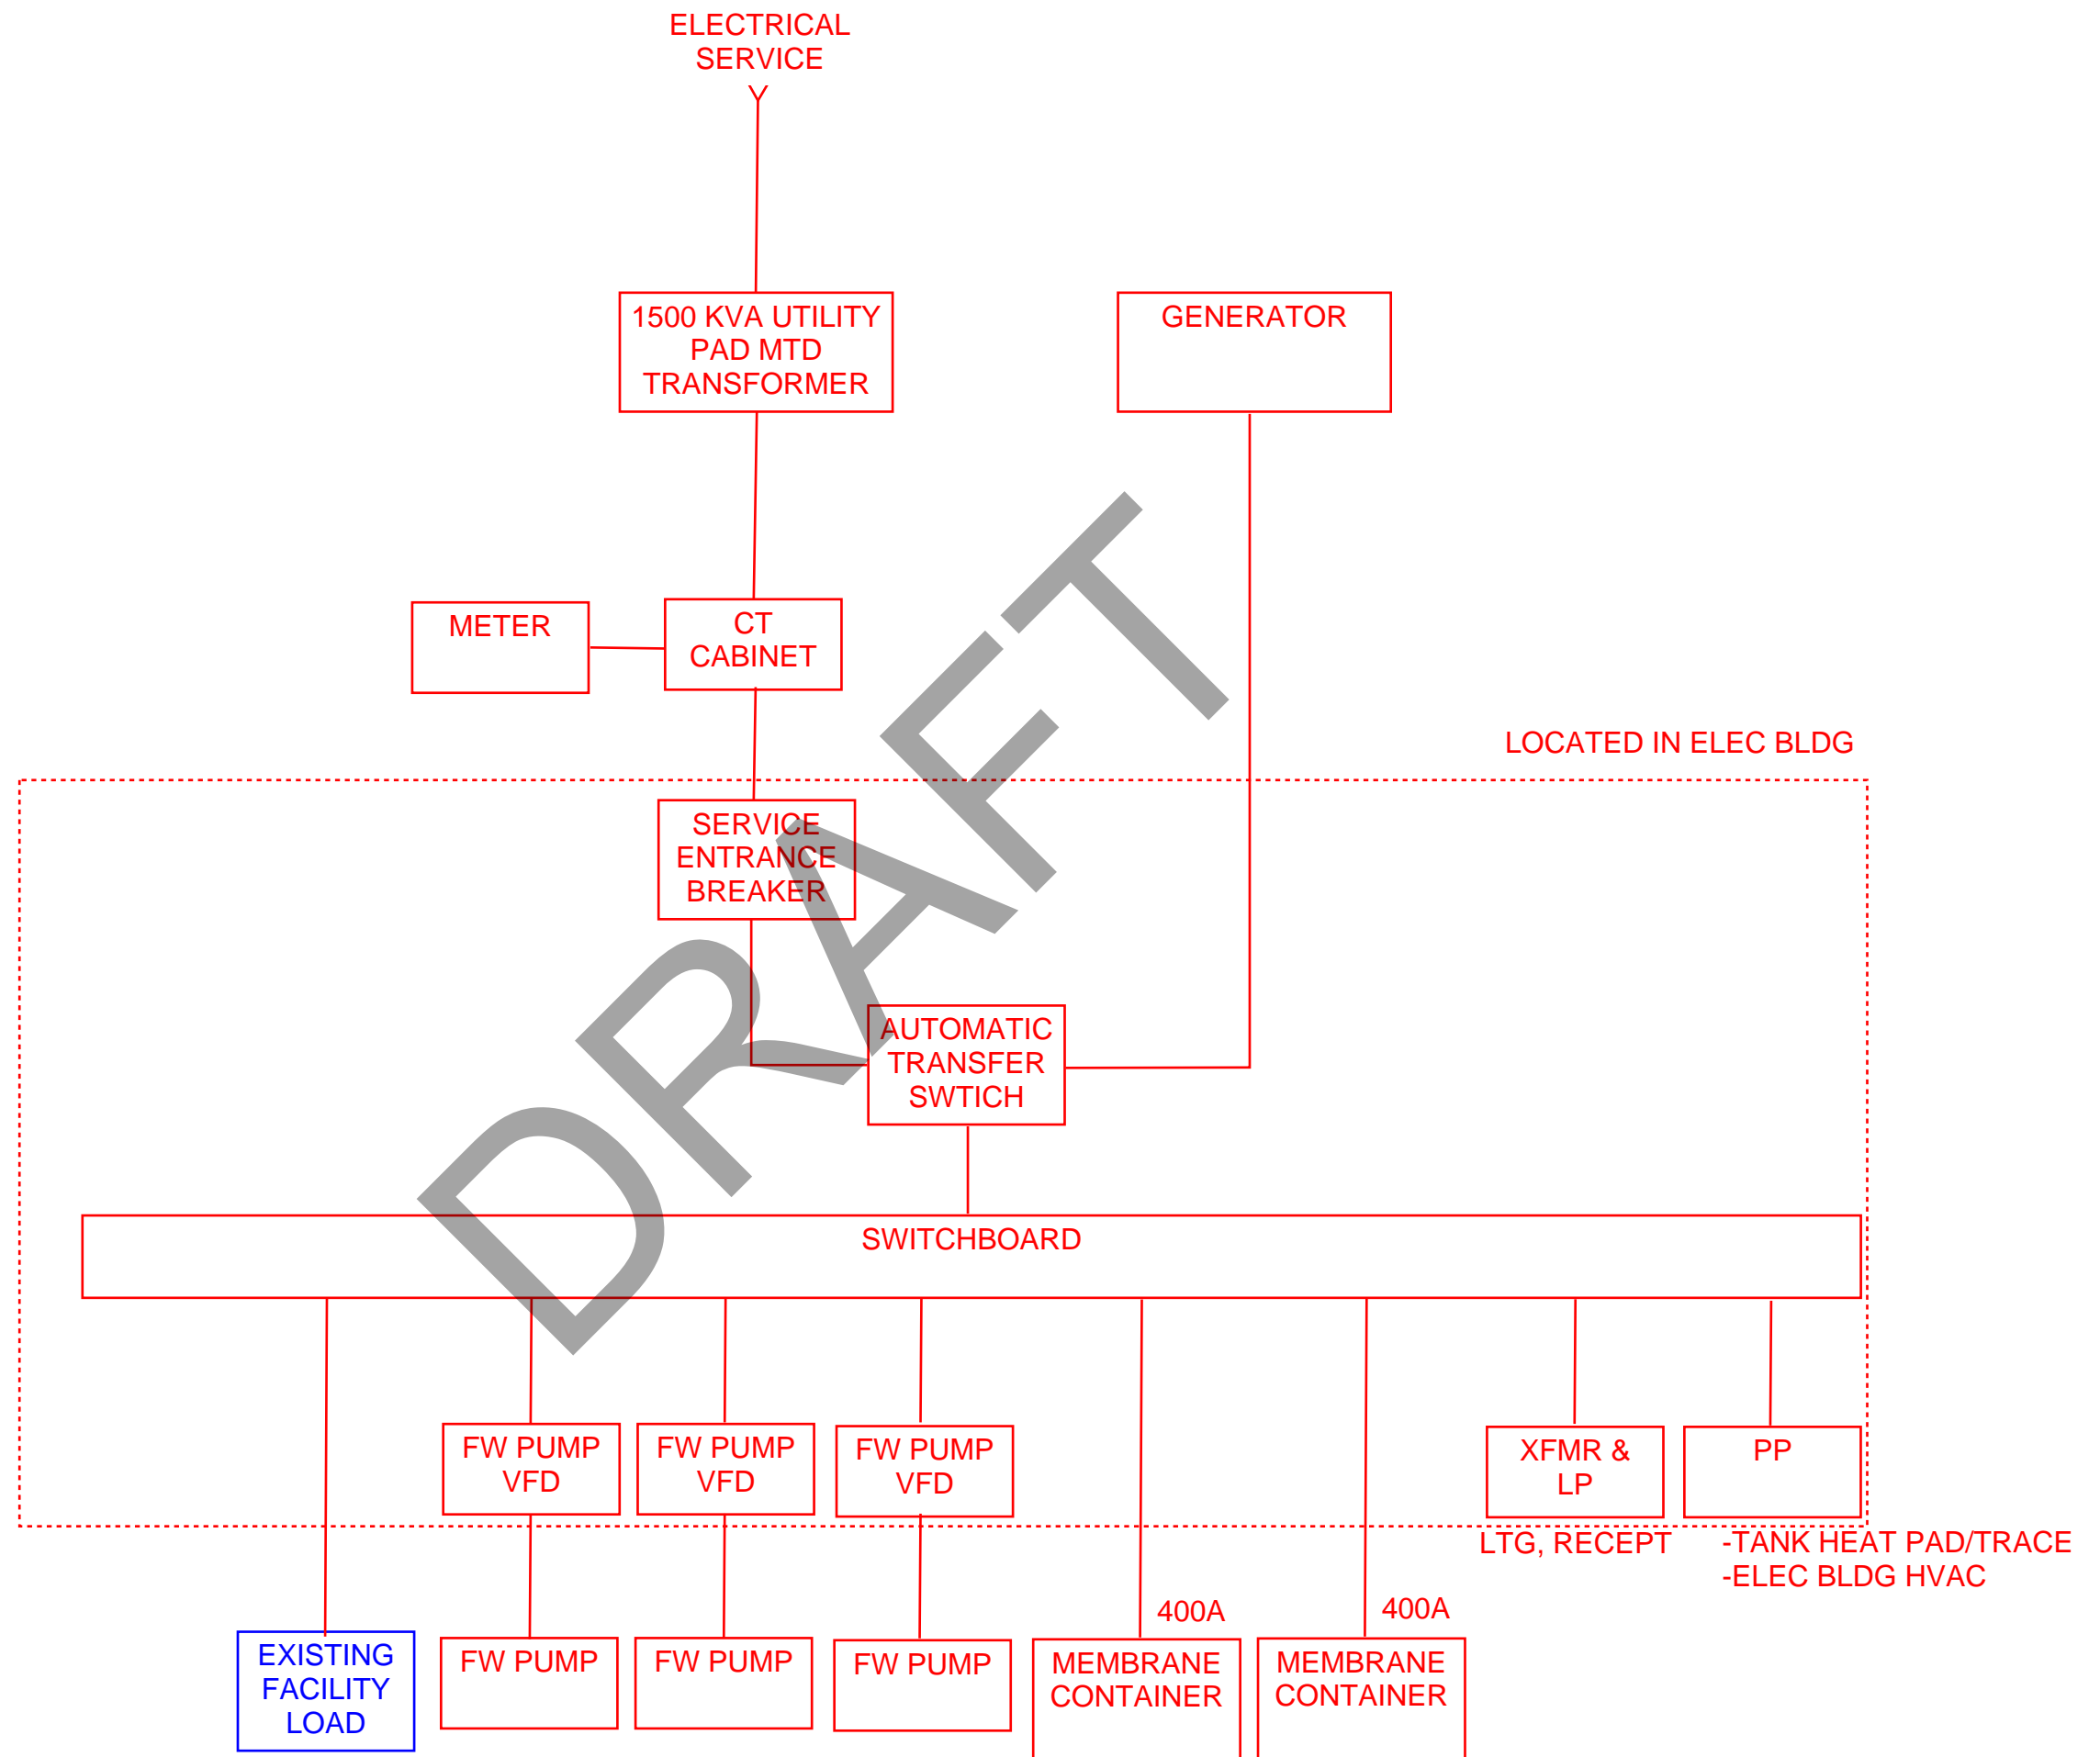 ELECTRICAL
SERVICE
1500 KVA UTILITY
PAD MTD
TRANSFORMER
GENERATOR
METER
CT
CABINET
LOCATED IN ELEC BLDG
SERVICE
ENTRANCE
BREAKER
DRAFT
AUTOMATIC
TRANSFER
SWTICH
SWITCHBOARD
FW PUMP
VFD
FW PUMP
VFD
FW PUMP
VFD
XFMR &
LP
PP
LTG, RECEPT
-TANK HEAT PAD/TRACE
-ELEC BLDG HVAC
400A
400A
EXISTING
FACILITY
LOAD
FW PUMP
FW PUMP
FW PUMP
MEMBRANE
CONTAINER
MEMBRANE
CONTAINER